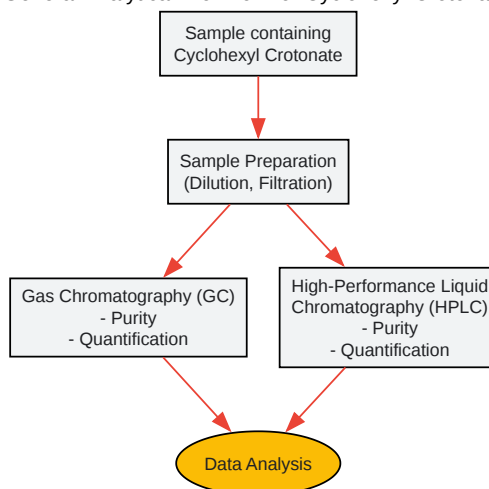 Sample containing
Cyclohexyl Crotonate
Sample Preparation
(Dilution, Filtration)
Gas Chromatography (GC)
- Purity
- Quantification
High-Performance Liquid
Chromatography (HPLC)
- Purity
- Quantification
Data Analysis